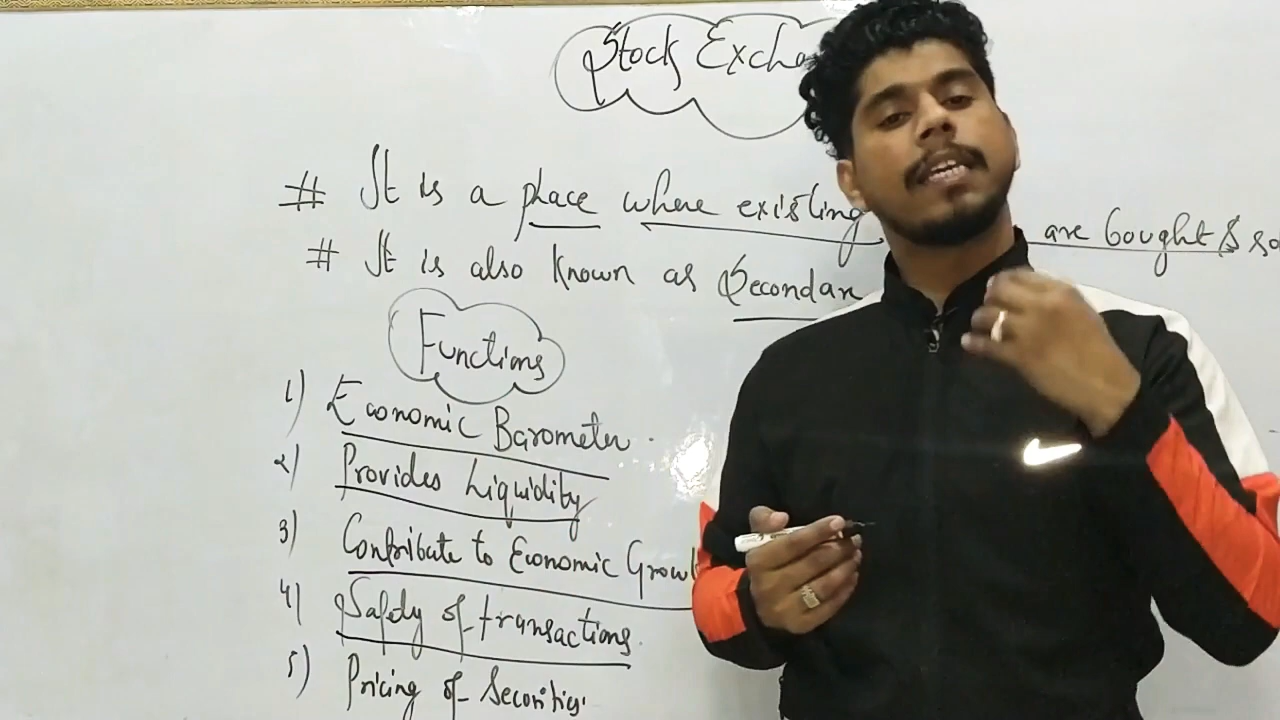 Stock Excha
# It is a place where existing are bought & so
# It is also known as Secondar
Functions
1) Economic Barometer.
2) Provides Liquidity
3) Contribute to Economic Growt
4) Safety of transactions.
5) Pricing of Securities.